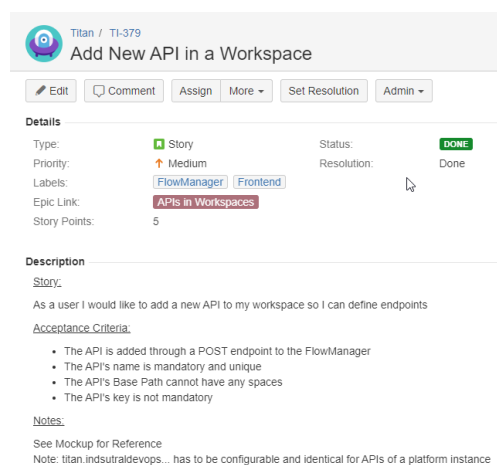 Titan / TI-379
Add New API in a Workspace
Edit Comment Assign More Set Resolution Admin
Details
Type: Story Status: DONE
Priority: Medium Resolution: Done
Labels: FlowManager Frontend
Epic Link: APIs in Workspaces
Story Points: 5
Description
Story:
As a user I would like to add a new API to my workspace so I can define endpoints
Acceptance Criteria:
• The API is added through a POST endpoint to the FlowManager
• The API's name is mandatory and unique
• The API's Base Path cannot have any spaces
• The API's key is not mandatory
Notes:
See Mockup for Reference
Note: titan.indsutraldevops... has to be configurable and identical for APIs of a platform instance